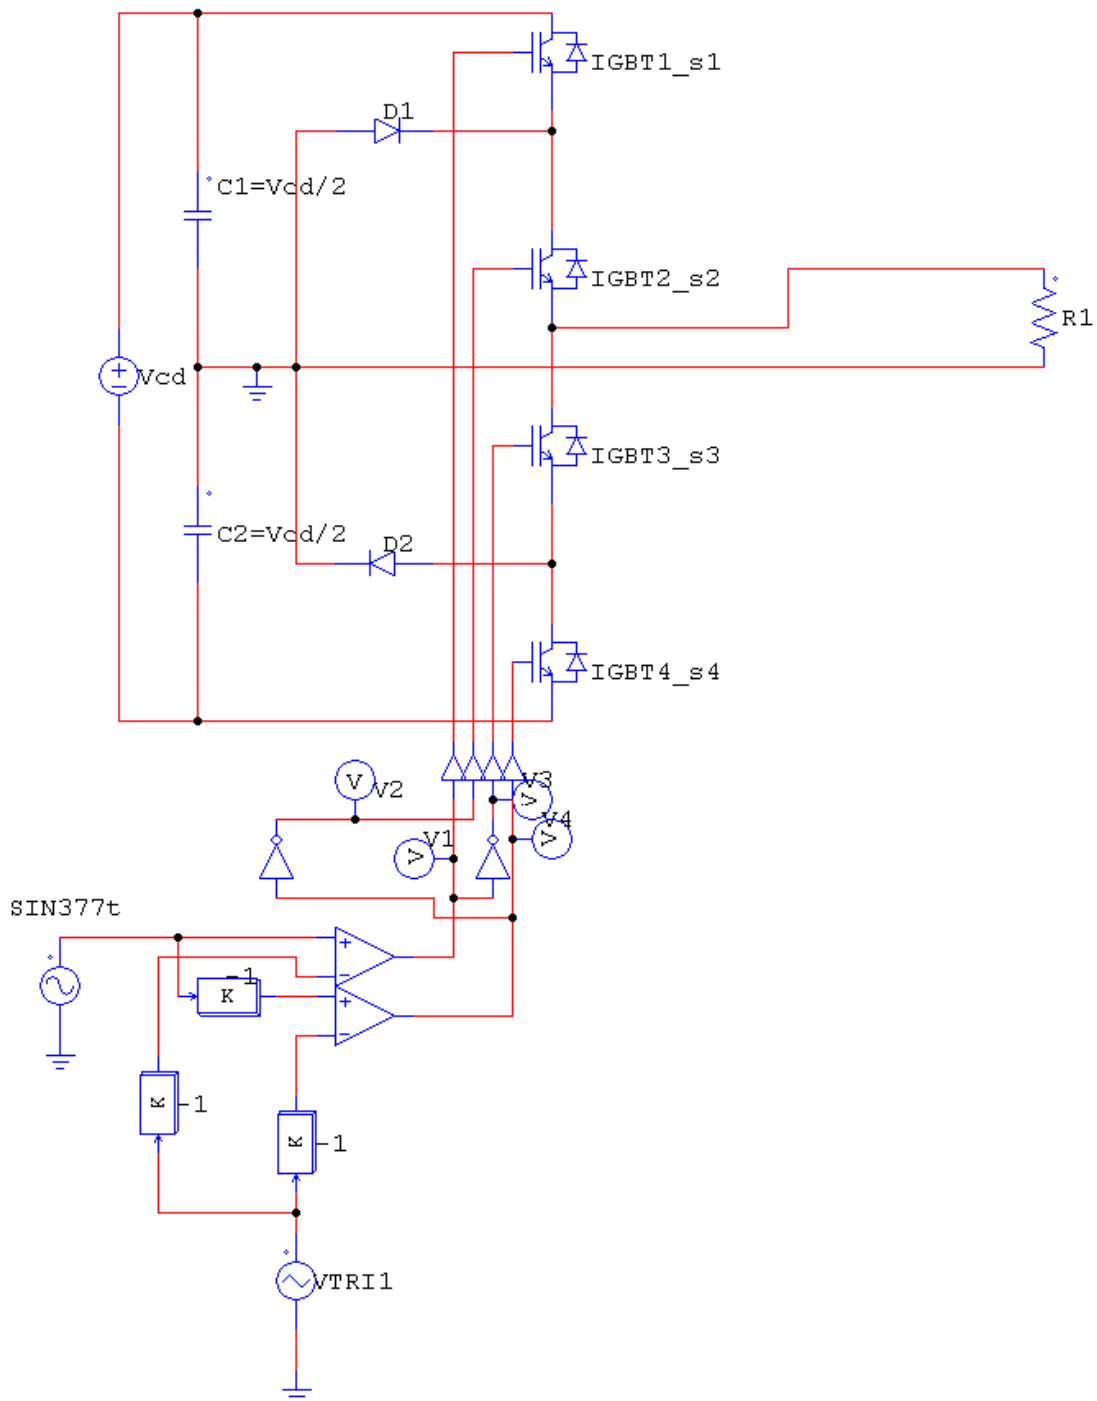 IGBT1_s1
D1
C1=Vcd/2
IGBT2_s2
R1
Vcd
IGBT3_s3
C2=Vcd/2
D2
IGBT4_s4
V
V2
V3
V
V4
V1
V
V
SIN377t
-1
K
K
-1
K
-1
VTRI1